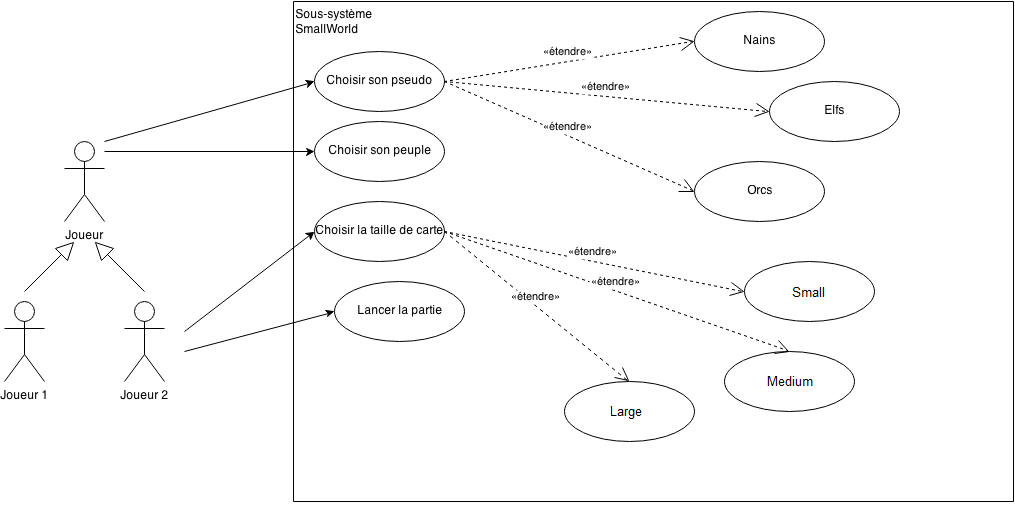 Sous-système
SmallWorld
Nains
«étendre»
Choisir son pseudo
«étendre»
Elfs
«étendre»
Choisir son peuple
Orcs
Joueur
Choisir la taille de carte
«étendre»
«étendre»
Small
«étendre»
Lancer la partie
Medium
Joueur 1
Joueur 2
Large